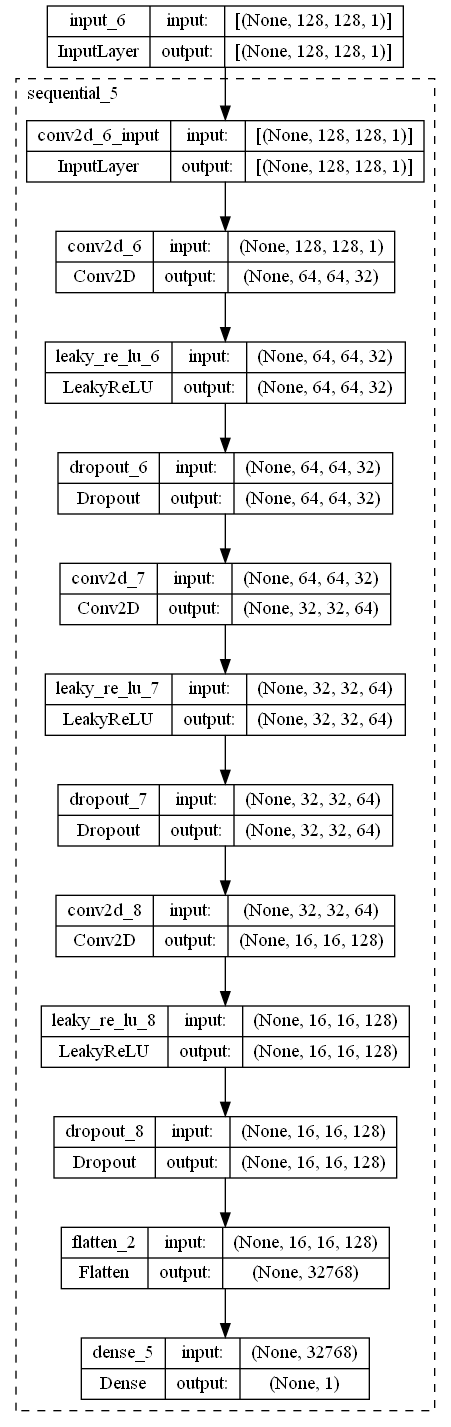 input_6 input: [(None, 128, 128, 1)]
InputLayer output: [(None, 128, 128, 1)]
sequential_5
conv2d_6_input input: [(None, 128, 128, 1)]
InputLayer output: [(None, 128, 128, 1)]
conv2d_6 input: (None, 128, 128, 1)
Conv2D output: (None, 64, 64, 32)
leaky_re_lu_6 input: (None, 64, 64, 32)
LeakyReLU output: (None, 64, 64, 32)
dropout_6 input: (None, 64, 64, 32)
Dropout output: (None, 64, 64, 32)
conv2d_7 input: (None, 64, 64, 32)
Conv2D output: (None, 32, 32, 64)
leaky_re_lu_7 input: (None, 32, 32, 64)
LeakyReLU output: (None, 32, 32, 64)
dropout_7 input: (None, 32, 32, 64)
Dropout output: (None, 32, 32, 64)
conv2d_8 input: (None, 32, 32, 64)
Conv2D output: (None, 16, 16, 128)
leaky_re_lu_8 input: (None, 16, 16, 128)
LeakyReLU output: (None, 16, 16, 128)
dropout_8 input: (None, 16, 16, 128)
Dropout output: (None, 16, 16, 128)
flatten_2 input: (None, 16, 16, 128)
Flatten output: (None, 32768)
dense_5 input: (None, 32768)
Dense output: (None, 1)